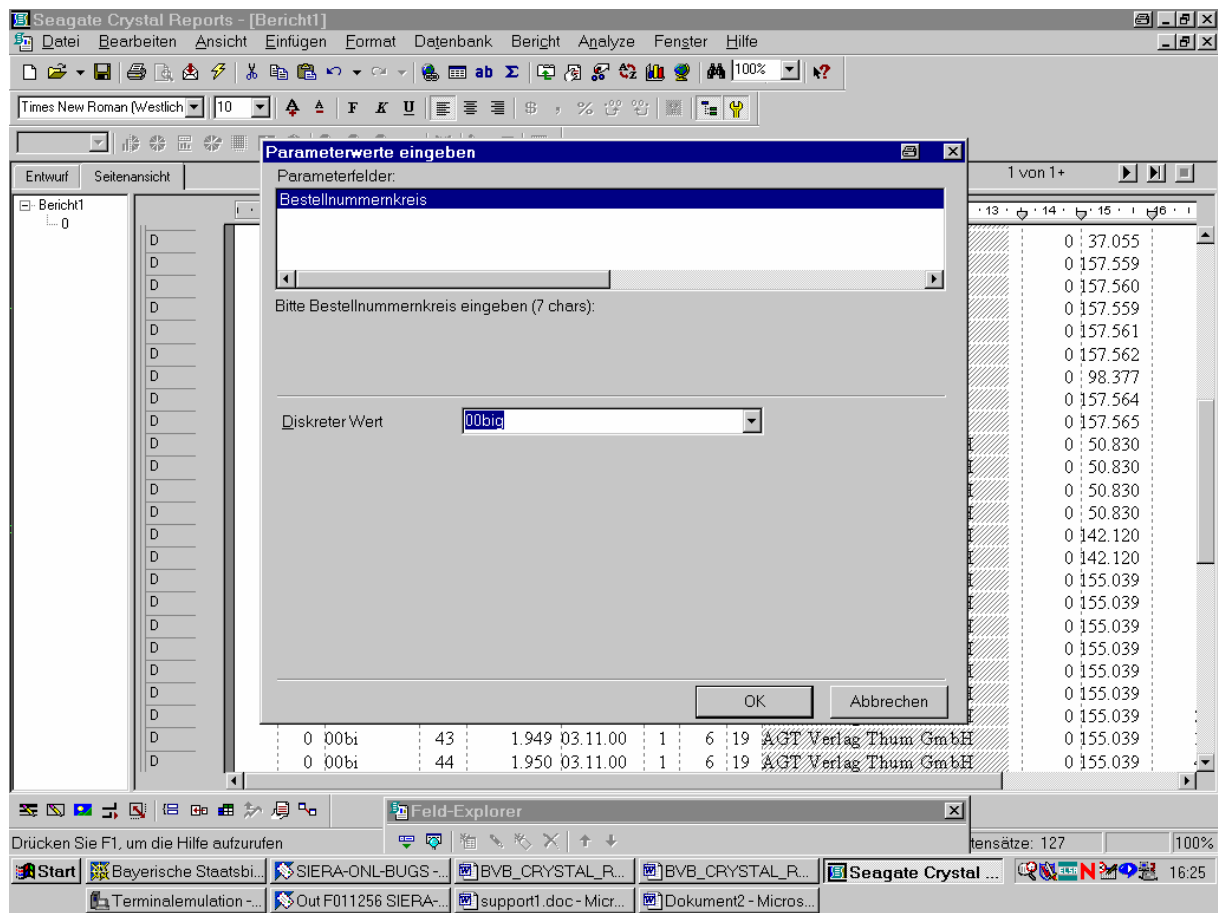 Seagate Crystal Reports - [Bericht1]
Datei Bearbeiten Ansicht Einfügen Format Datenbank Bericht Analyze Fenster Hilfe
ab Σ 100%
Times New Roman (Westlich 10 F K U
Entwurf Seitenansicht 1 von 1+
Bericht1
0
Parameterwerte eingeben
Parameterfelder:
Bestellnummernkreis
Bitte Bestellnummernkreis eingeben (7 chars):
Diskreter Wert 00big
OK Abbrechen
13 14 15 16
D 0 37.055
D 0 157.559
D 0 157.560
D 0 157.559
D 0 157.561
D 0 157.562
D 0 98.377
D 0 157.564
D 0 157.565
D 0 50.830
D 0 50.830
D 0 50.830
D 0 50.830
D 0 142.120
D 0 142.120
D 0 155.039
D 0 155.039
D 0 155.039
D 0 155.039
D 0 155.039
D 0 155.039
D 0 155.039
D 0 00bi 43 1.949 03.11.00 1 6 19 AGT Verlag Thum GmbH 0 155.039
D 0 00bi 44 1.950 03.11.00 1 6 19 AGT Verlag Thum GmbH 0 155.039
Feld-Explorer
Drücken Sie F1, um die Hilfe aufzurufen tensätze: 127 100%
Start Bayerische Staatsbi... SIERA-ONL-BUGS -... BVB_CRYSTAL_R... BVB_CRYSTAL_R... Seagate Crystal ... 16:25
Terminalemulation -... Out F011256 SIERA-... support1.doc - Micr... Dokument2 - Micros...